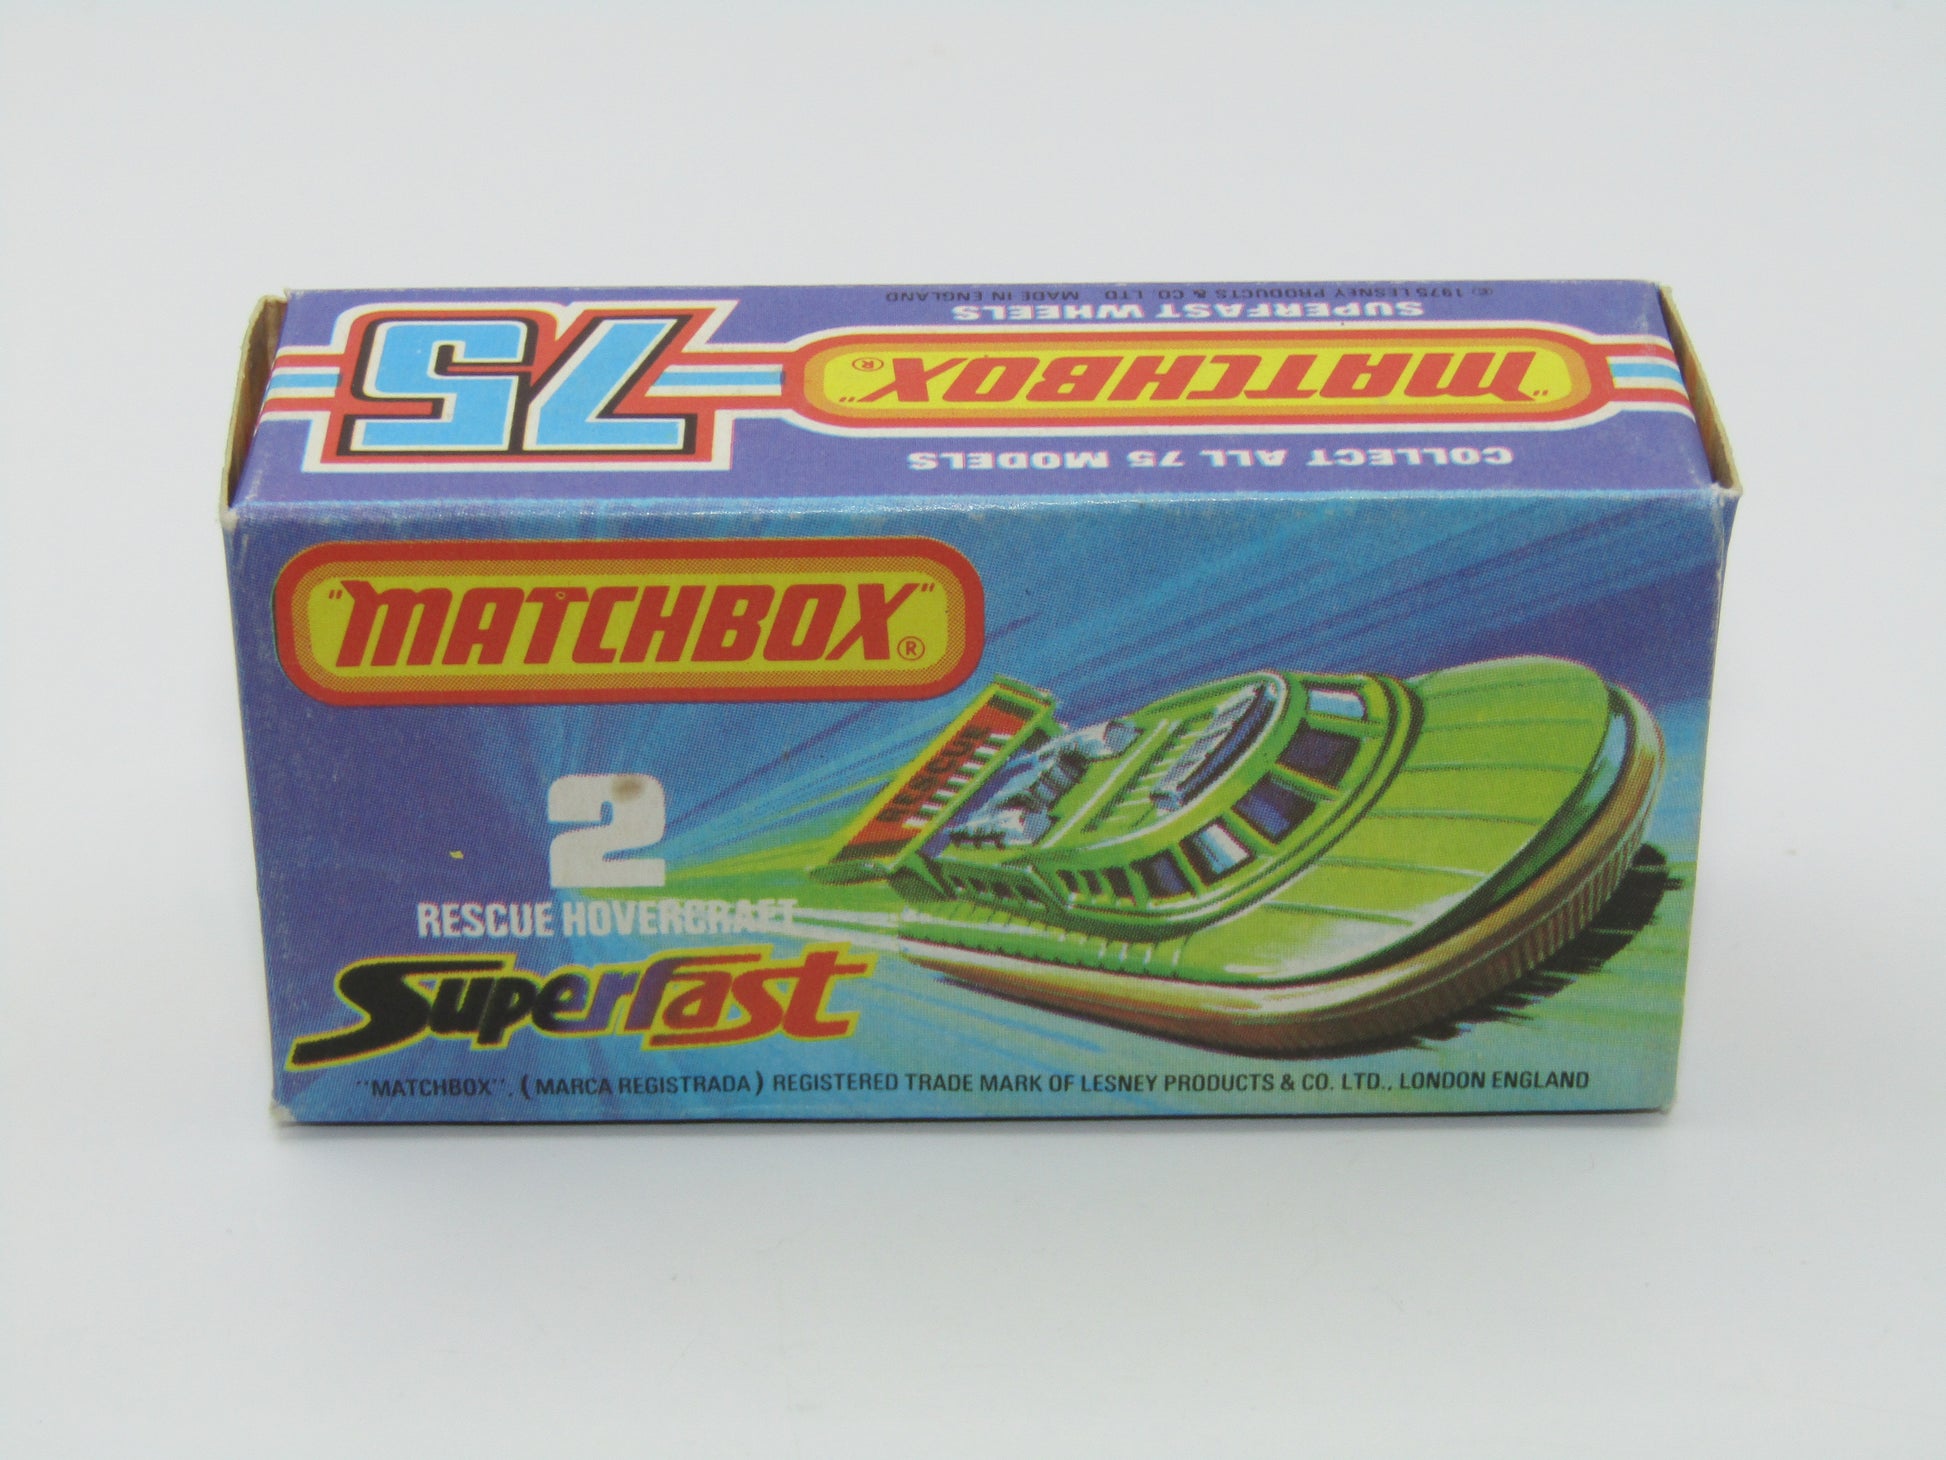 © 1975 LESNEY PRODUCTS & CO. LTD. MADE IN ENGLAND
SUPERFAST WHEELS
"MATCHBOX"®
75
COLLECT ALL 75 MODELS
"MATCHBOX"®
RESCUE
2
RESCUE HOVERCRAFT
Superfast
"MATCHBOX", (MARCA REGISTRADA) REGISTERED TRADE MARK OF LESNEY PRODUCTS & CO. LTD., LONDON ENGLAND